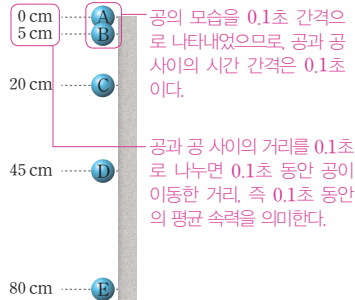 0 cm
A
5 cm
B
20 cm
C
45 cm
D
80 cm
E
공의 모습을 0.1초 간격으
로 나타내었으므로, 공과 공
사이의 시간 간격은 0.1초
이다.
공과 공 사이의 거리를 0.1초
로 나누면 0.1초 동안 공이
이동한 거리, 즉 0.1초 동안
의 평균 속력을 의미한다.